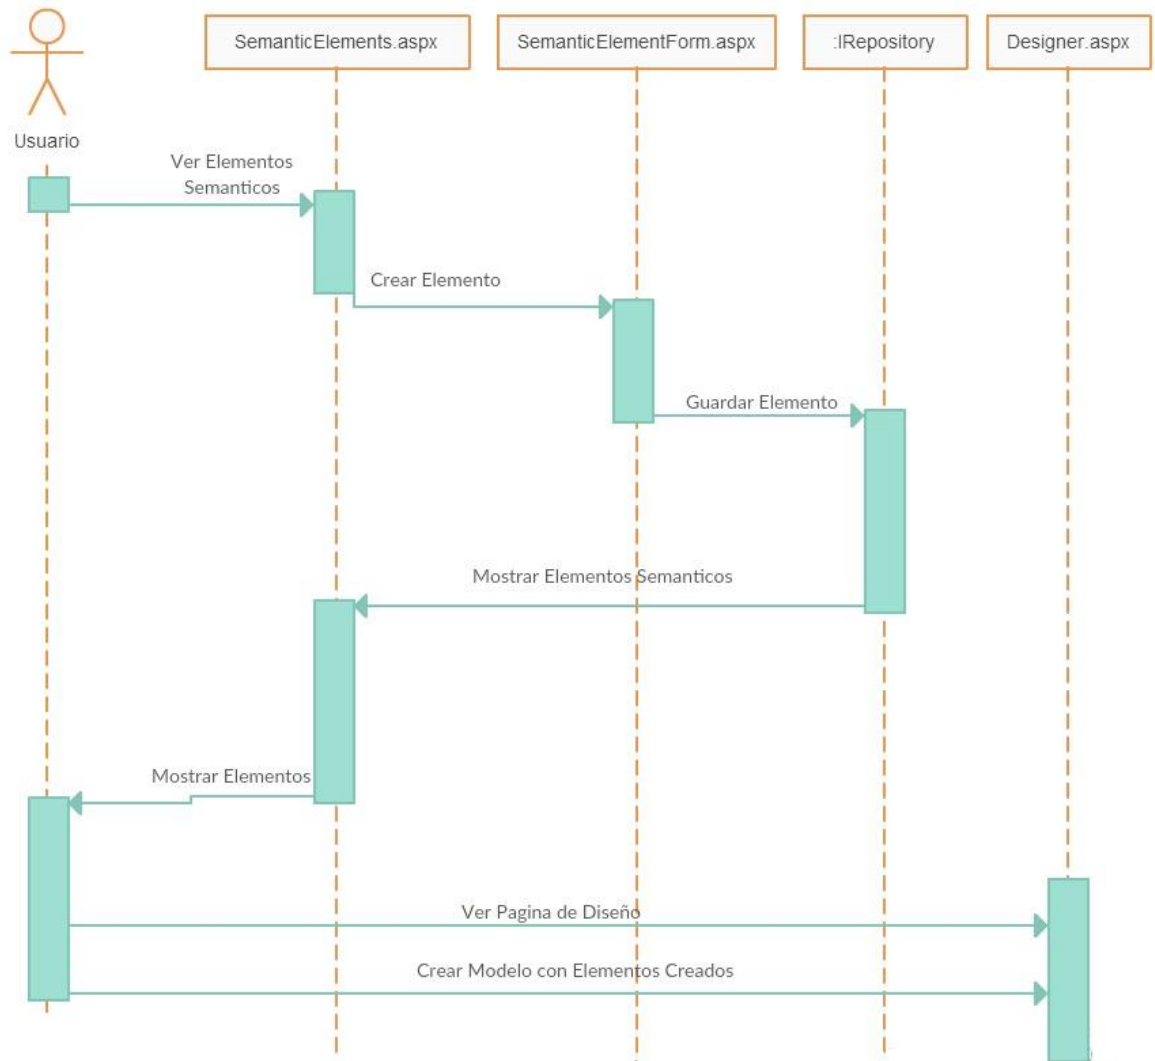 SemanticElements.aspx
SemanticElementForm.aspx
:IRepository
Designer.aspx
Usuario
Ver Elementos
Semanticos
Crear Elemento
Guardar Elemento
Mostrar Elementos Semanticos
Mostrar Elementos
Ver Pagina de Diseño
Crear Modelo con Elementos Creados